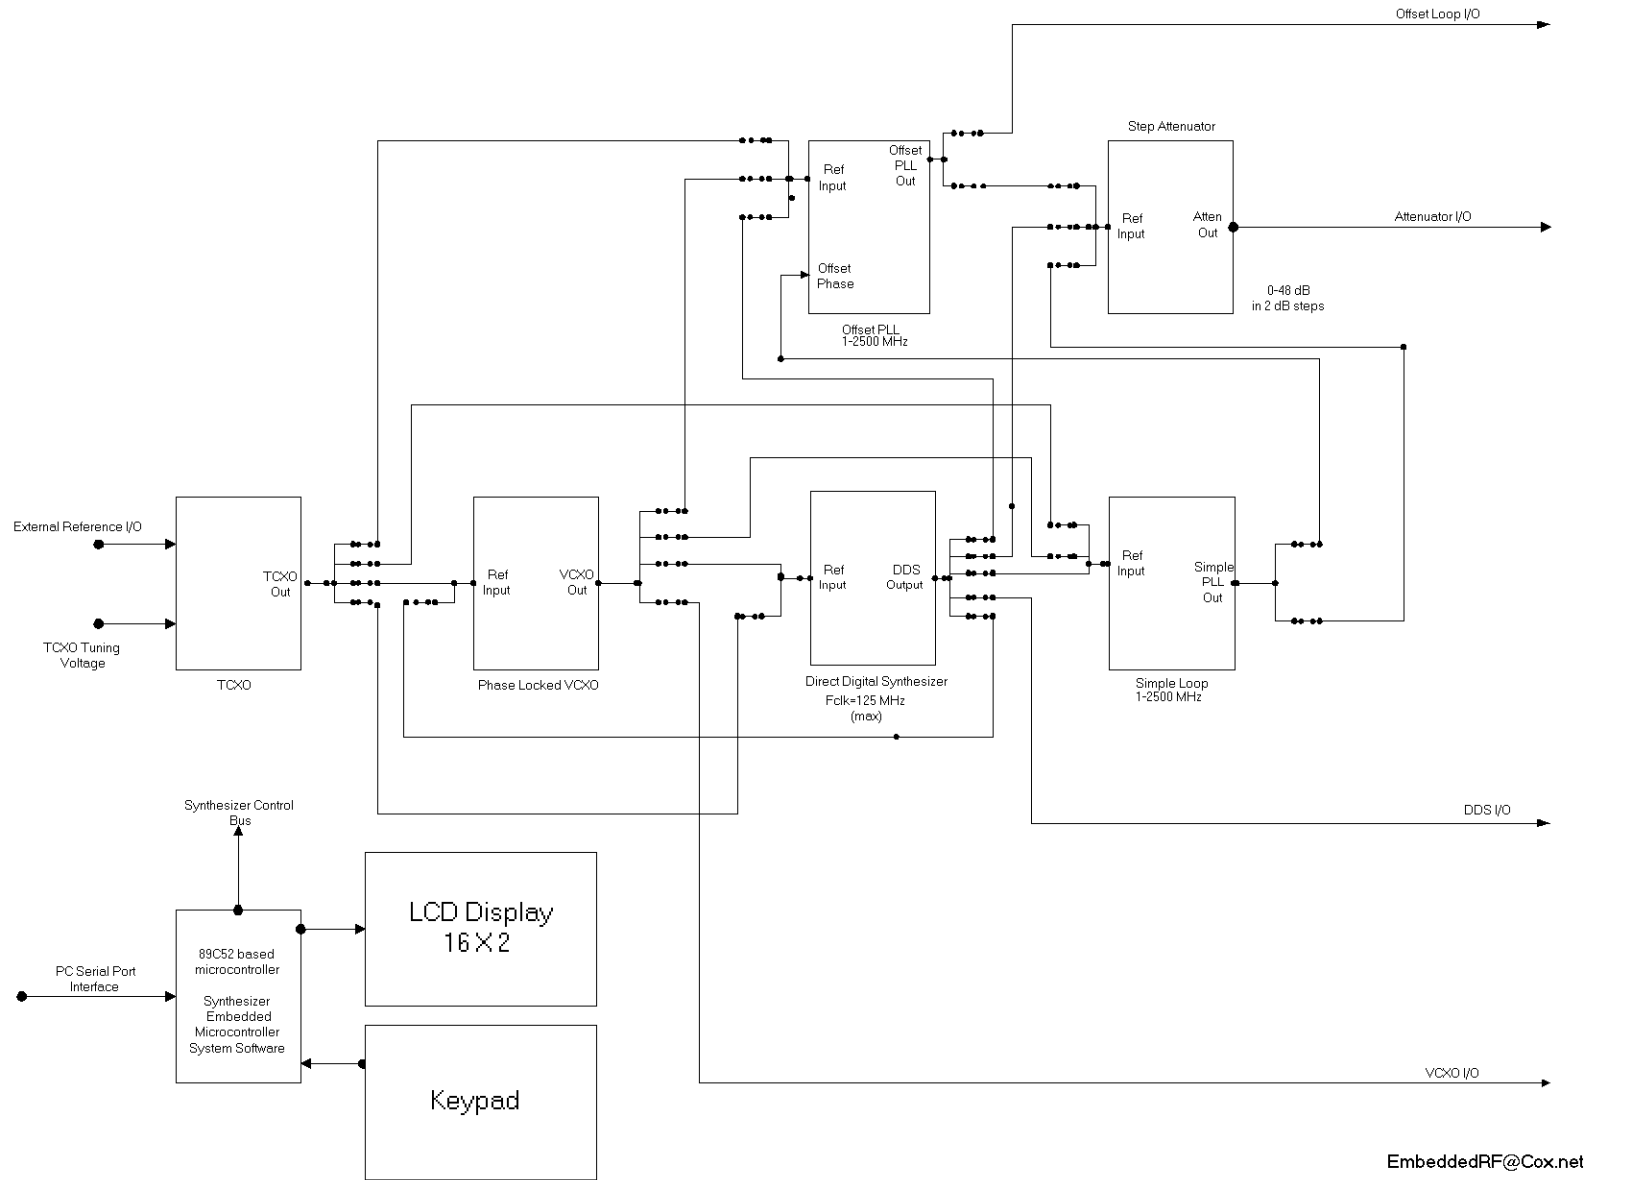 Offset Loop I/O
Step Attenuator
Offset
PLL
Out
Ref
Input
Offset
Phase
Offset PLL
1-2500 MHz
Ref
Input
Atten
Out
Attenuator I/O
0-48 dB
in 2 dB steps
External Reference I/O
TCXO
Out
TCXO Tuning
Voltage
TCXO
Ref
Input
VCXO
Out
Phase Locked VCXO
Ref
Input
DDS
Output
Direct Digital Synthesizer
Fclk=125 MHz
(max)
Ref
Input
Simple
PLL
Out
Simple Loop
1-2500 MHz
DDS I/O
Synthesizer Control
Bus
LCD Display
16 X 2
PC Serial Port
Interface
89C52 based
microcontroller
Synthesizer
Embedded
Microcontroller
System Software
Keypad
VCXO I/O
EmbeddedRF@Cox.net